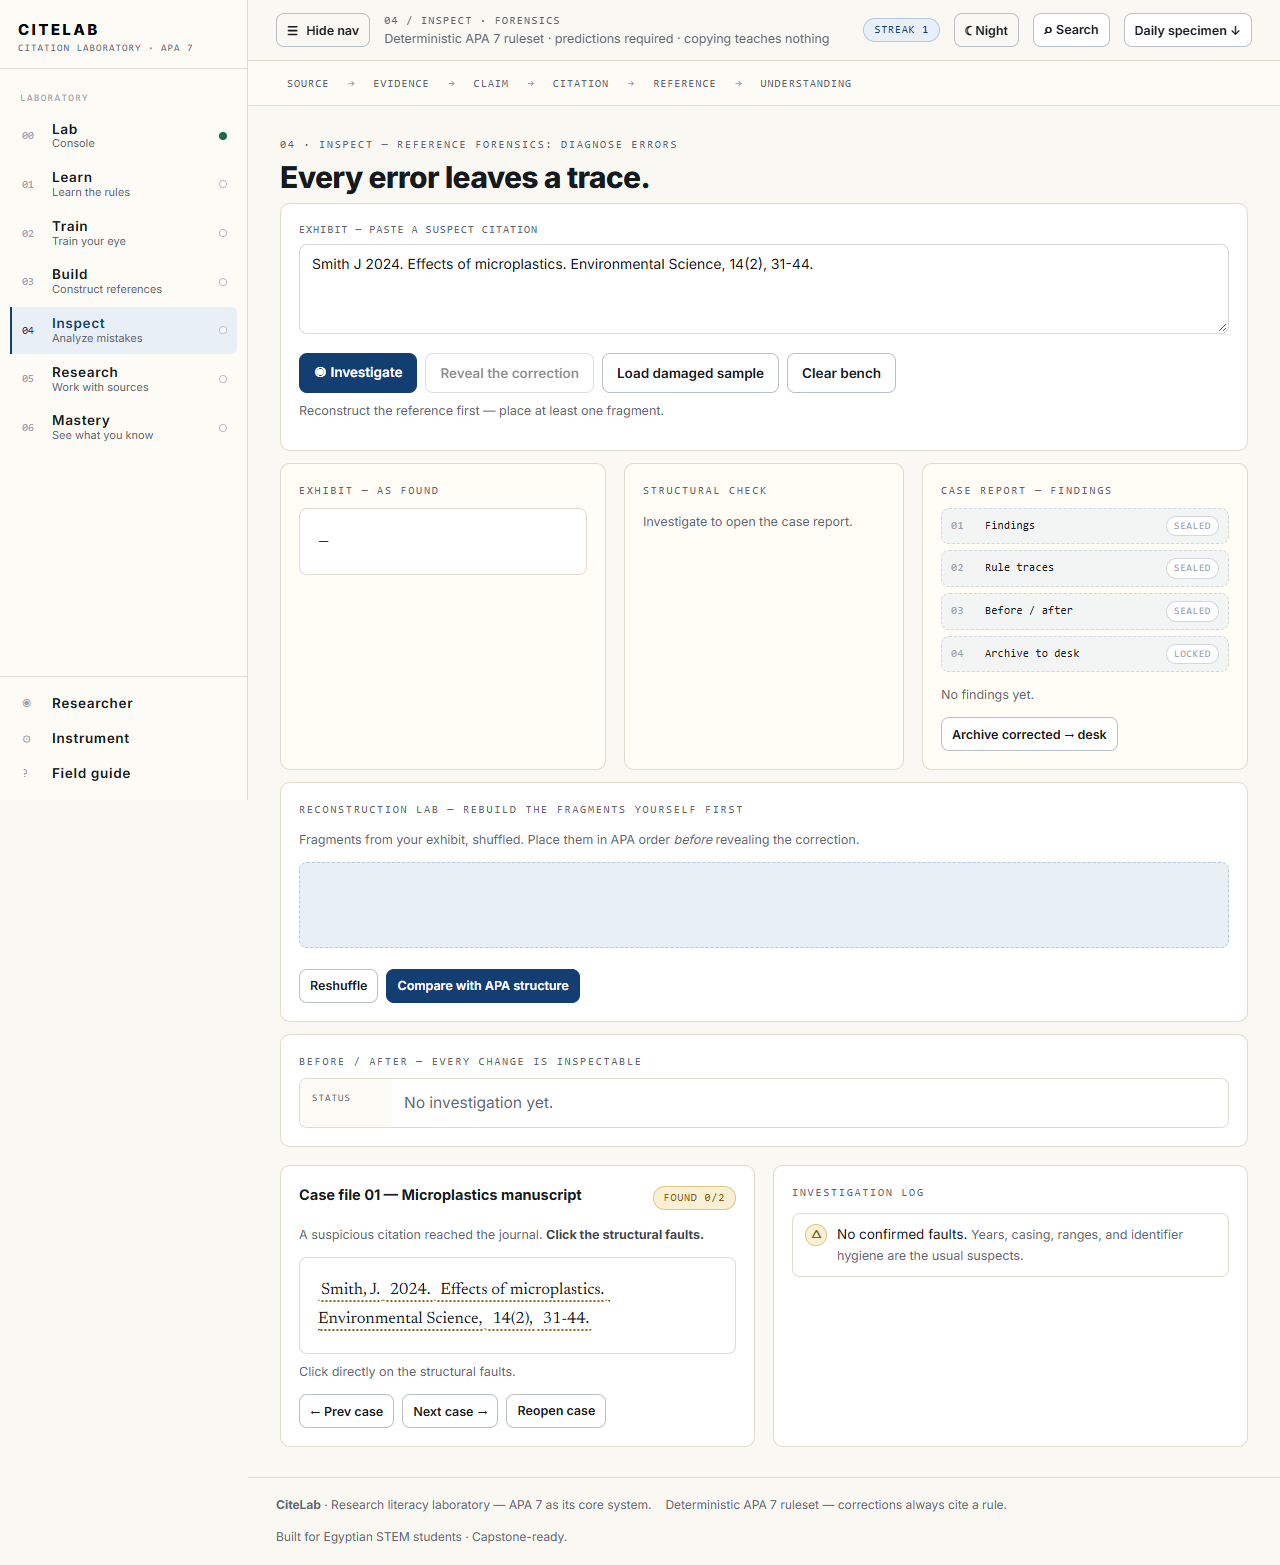 CITELAB
CITATION LABORATORY · APA 7
LABORATORY
00 Lab
Console
01 Learn
Learn the rules
02 Train
Train your eye
03 Build
Construct references
04 Inspect
Analyze mistakes
05 Research
Work with sources
06 Mastery
See what you know
Researcher
Instrument
? Field guide
☰ Hide nav
04 / INSPECT · FORENSICS
Deterministic APA 7 ruleset · predictions required · copying teaches nothing
STREAK 1
☾ Night
⌕ Search
Daily specimen ↓
SOURCE → EVIDENCE → CLAIM → CITATION → REFERENCE → UNDERSTANDING
04 · INSPECT — REFERENCE FORENSICS: DIAGNOSE ERRORS
Every error leaves a trace.
EXHIBIT — PASTE A SUSPECT CITATION
Smith J 2024. Effects of microplastics. Environmental Science, 14(2), 31-44.
Investigate
Reveal the correction
Load damaged sample
Clear bench
Reconstruct the reference first — place at least one fragment.
EXHIBIT — AS FOUND
—
STRUCTURAL CHECK
Investigate to open the case report.
CASE REPORT — FINDINGS
01 Findings SEALED
02 Rule traces SEALED
03 Before / after SEALED
04 Archive to desk LOCKED
No findings yet.
Archive corrected → desk
RECONSTRUCTION LAB — REBUILD THE FRAGMENTS YOURSELF FIRST
Fragments from your exhibit, shuffled. Place them in APA order before revealing the correction.
Reshuffle
Compare with APA structure
BEFORE / AFTER — EVERY CHANGE IS INSPECTABLE
STATUS No investigation yet.
Case file 01 — Microplastics manuscript
FOUND 0/2
A suspicious citation reached the journal. Click the structural faults.
Smith, J. 2024. Effects of microplastics.
Environmental Science, 14(2), 31-44.
Click directly on the structural faults.
← Prev case
Next case →
Reopen case
INVESTIGATION LOG
△ No confirmed faults. Years, casing, ranges, and identifier
hygiene are the usual suspects.
CiteLab · Research literacy laboratory — APA 7 as its core system. Deterministic APA 7 ruleset — corrections always cite a rule.
Built for Egyptian STEM students · Capstone-ready.